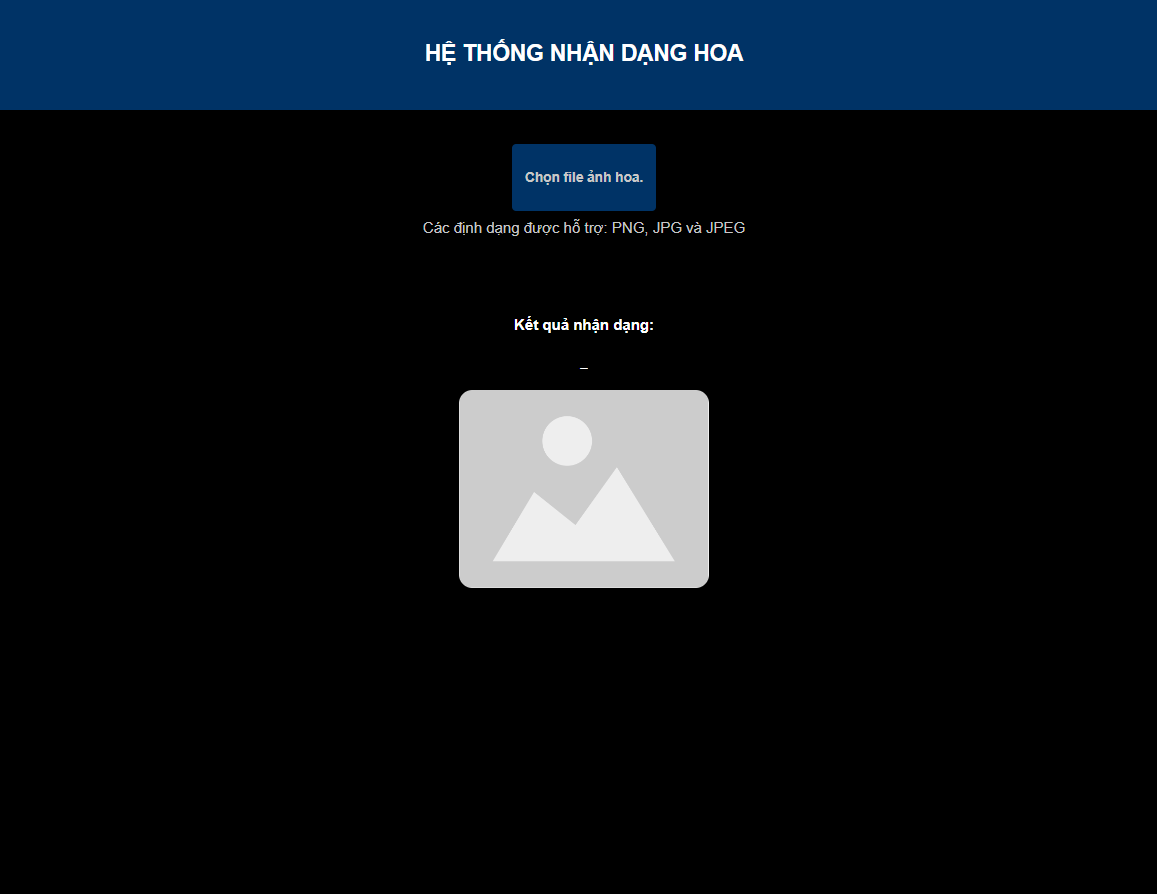 HỆ THỐNG NHẬN DẠNG HOA
Chọn file ảnh hoa.
Các định dạng được hỗ trợ: PNG, JPG và JPEG
Kết quả nhận dạng:
_